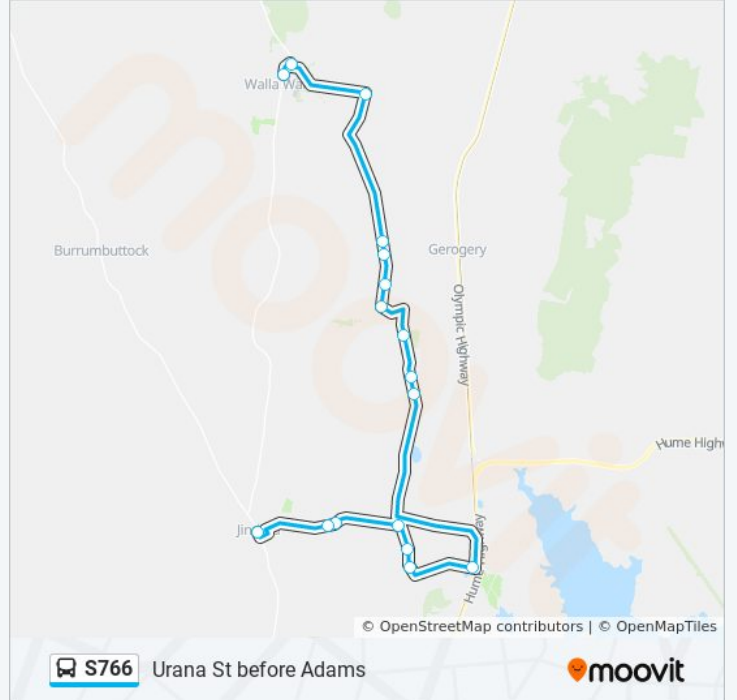 Walla Wa
Burrumbuttock
Gerogery
Olympic Highway
Hume High
Jin
Hume Highway
© OpenStreetMap contributors | © OpenMapTiles
S766 Urana St before Adams
moovit